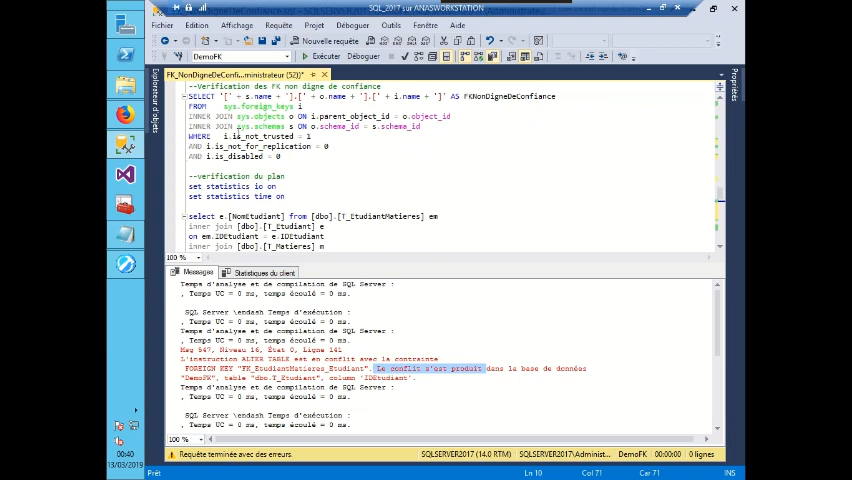 SQL_2017 sur ANASWORKSTATION
Fichier Edition Affichage Projet Déboguer Outils Fenêtre Aide
Requête
Nouvelle requête
DemoFK
Exécuter Déboguer
FK_NonDigneDeConfi...ministrateur (52))*
Explorateur d'objets
Propriétés
--Verification des FK non digne de confiance
SELECT '[' + s.name + '].[' + o.name + '].[' + i.name + ']' AS FKNonDigneDeConfiance
FROM sys.foreign_keys i
INNER JOIN sys.objects o ON i.parent_object_id = o.object_id
INNER JOIN sys.schemas s ON o.schema_id = s.schema_id
WHERE i.is_not_trusted = 1
AND i.is_not_for_replication = 0
AND i.is_disabled = 0
--verification du plan
set statistics io on
set statistics time on
select e.[NomEtudiant] from [dbo].[T_EtudiantMatieres] em
inner join [dbo].[T_Etudiant] e
on em.IDEtudiant = e.IDEtudiant
inner join [dbo].[T_Matieres] m
100 %
Messages Statistiques du client
Temps d'analyse et de compilation de SQL Server :
, Temps UC = 0 ms, temps écoulé = 0 ms.
SQL Server \endash Temps d'exécution :
, Temps UC = 0 ms, temps écoulé = 0 ms.
Temps d'analyse et de compilation de SQL Server :
, Temps UC = 0 ms, temps écoulé = 0 ms.
Msg 547, Niveau 16, État 0, Ligne 141
L'instruction ALTER TABLE est en conflit avec la contrainte
FOREIGN KEY "FK_EtudiantMatieres_Etudiant". Le conflit s'est produit dans la base de données
"DemoFK", table "dbo.T_Etudiant", column 'IDEtudiant'.
Temps d'analyse et de compilation de SQL Server :
, Temps UC = 0 ms, temps écoulé = 0 ms.
SQL Server \endash Temps d'exécution :
, Temps UC = 0 ms, temps écoulé = 0 ms.
100 %
Requête terminée avec des erreurs. SQLSERVER2017 (14.0 RTM) SQLSERVER2017\Administ... DemoFK 00:00:00 0 lignes
Prêt Ln 10 Col 71 Car 71 INS
00:40
13/03/2019